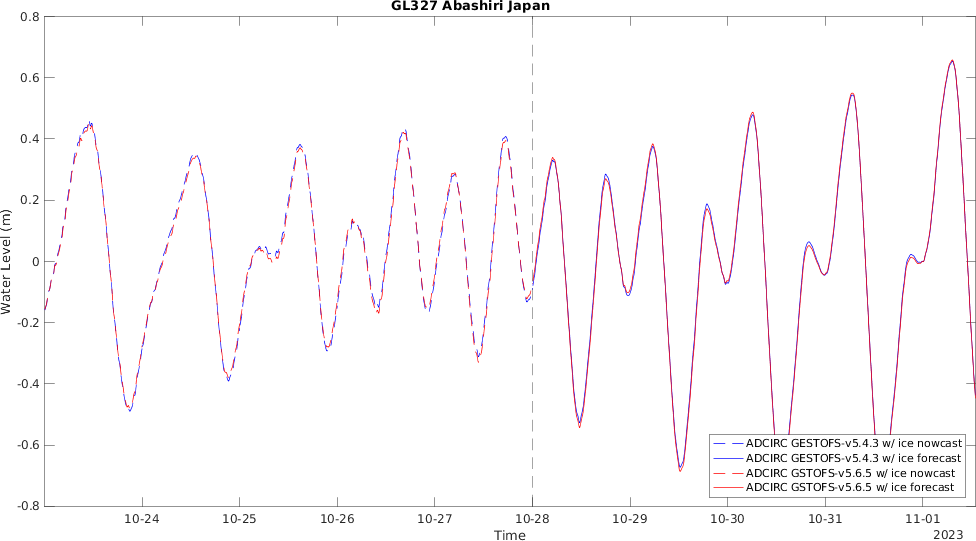 GL327 Abashiri Japan
0.8
0.6
0.4
0.2
0
-0.2
-0.4
-0.6
-0.8
Water Level (m)
ADCIRC GESTOFS-v5.4.3 w/ ice nowcast
ADCIRC GESTOFS-v5.4.3 w/ ice forecast
ADCIRC GSTOFS-v5.6.5 w/ ice nowcast
ADCIRC GSTOFS-v5.6.5 w/ ice forecast
10-24 10-25 10-26 10-27 10-28 10-29 10-30 10-31 11-01
Time
2023